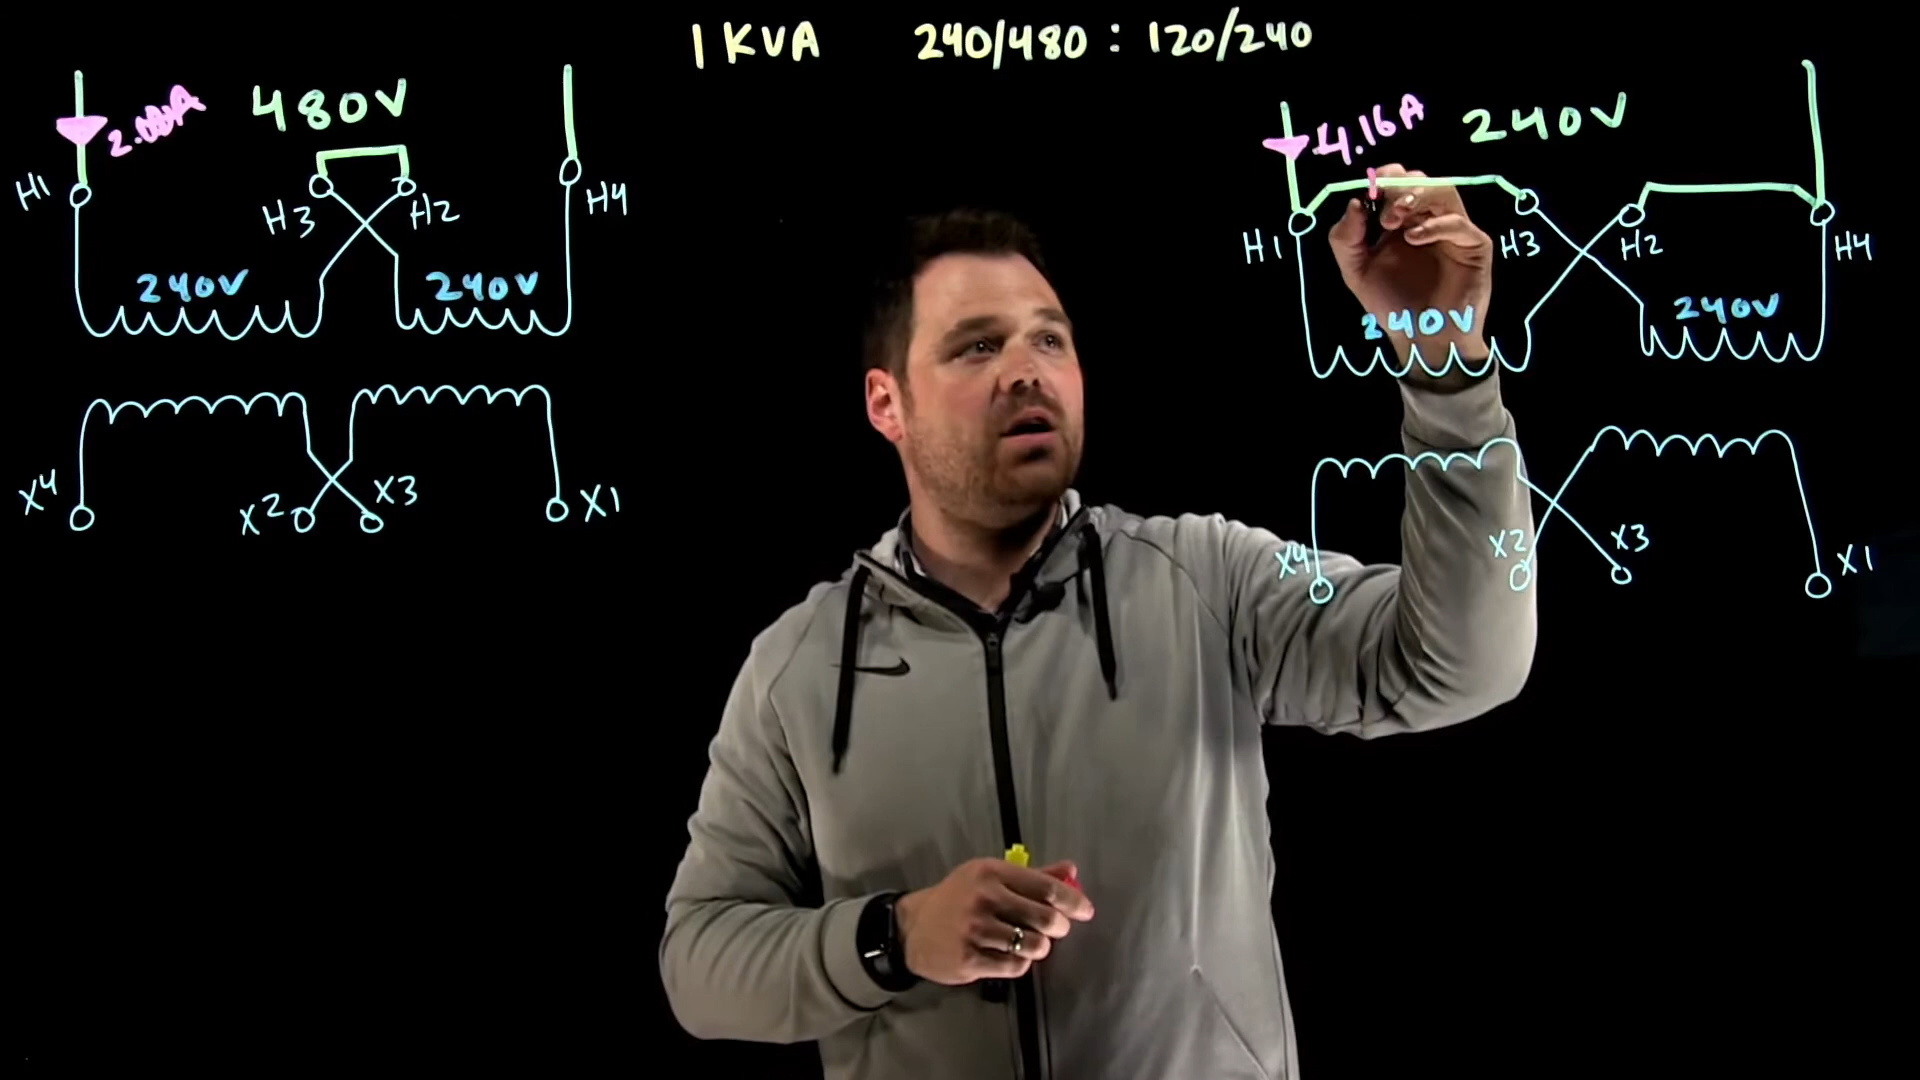 1 KVA 240/480 : 120/240
480V
H1
H3
H2
H4
240V
240V
X4
X2
X3
X1
4.16A
240V
H1
H3
H2
H4
240V
240V
X4
X2
X3
X1